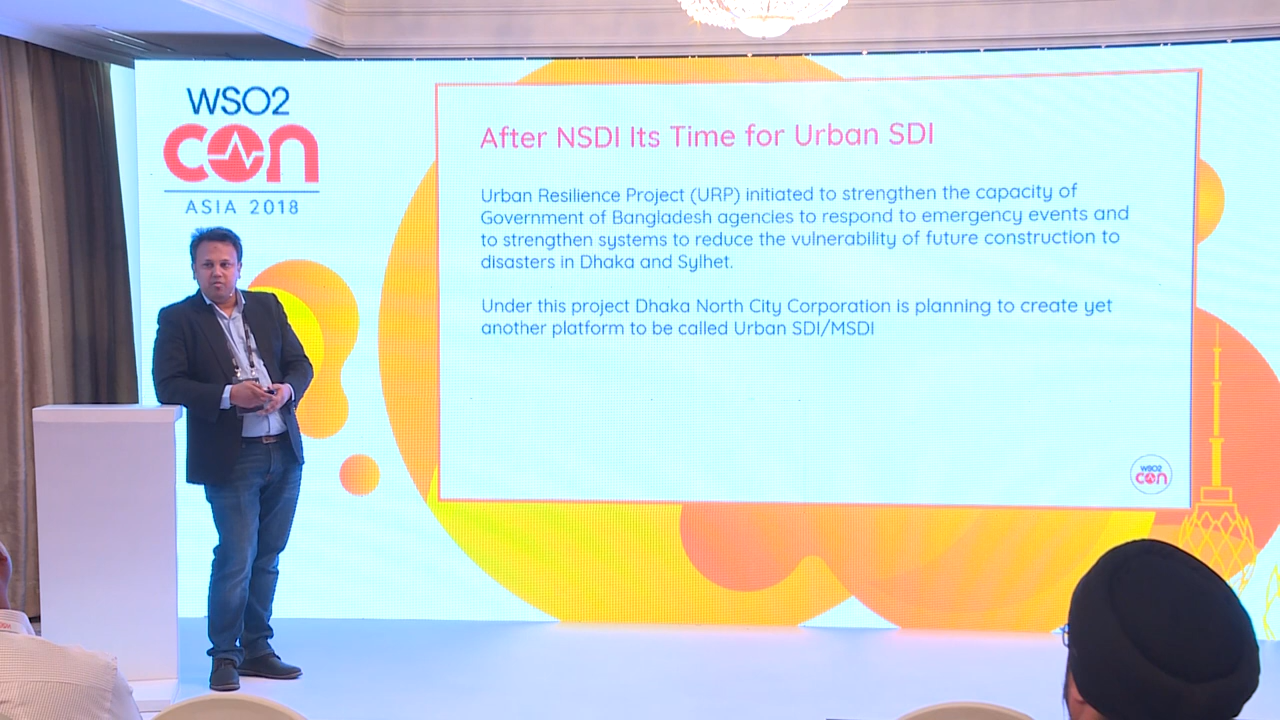 WSO2
con
ASIA 2018
After NSDI Its Time for Urban SDI
Urban Resilience Project (URP) initiated to strengthen the capacity of
Government of Bangladesh agencies to respond to emergency events and
to strengthen systems to reduce the vulnerability of future construction to
disasters in Dhaka and Sylhet.
Under this project Dhaka North City Corporation is planning to create yet
another platform to be called Urban SDI/MSDI
WSO2
con